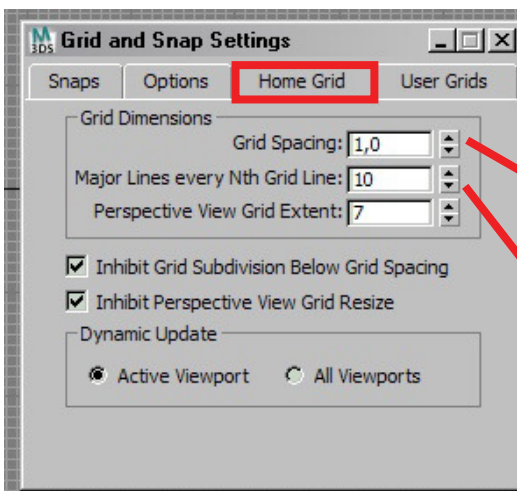 M
3DS
Grid and Snap Settings
Snaps Options Home Grid User Grids
Grid Dimensions
Grid Spacing: 1,0
Major Lines every Nth Grid Line: 10
Perspective View Grid Extent: 7
Inhibit Grid Subdivision Below Grid Spacing
Inhibit Perspective View Grid Resize
Dynamic Update
Active Viewport All Viewports